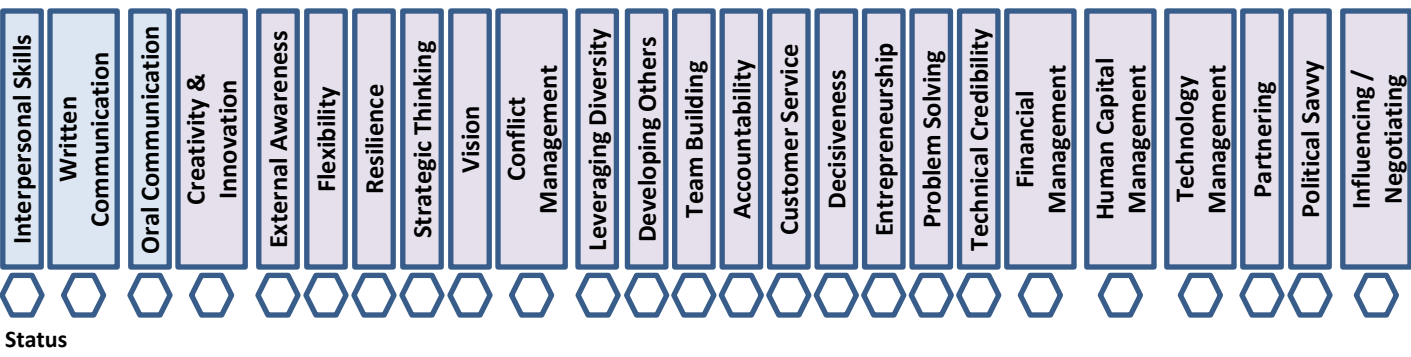 Interpersonal Skills
Written
Communication
Oral Communication
Creativity &
Innovation
External Awareness
Flexibility
Resilience
Strategic Thinking
Vision
Conflict
Management
Leveraging Diversity
Developing Others
Team Building
Accountability
Customer Service
Decisiveness
Entrepreneurship
Problem Solving
Technical Credibility
Financial
Management
Human Capital
Management
Technology
Management
Partnering
Political Savvy
Influencing /
Negotiating
Status